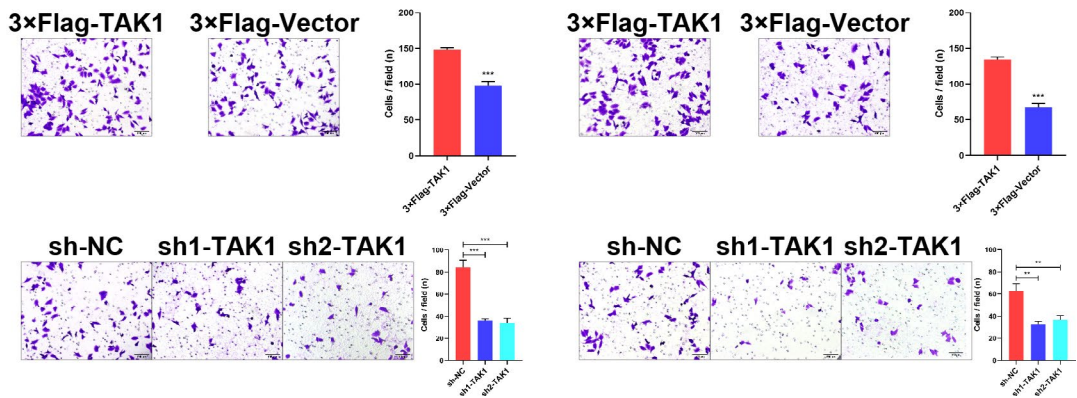 3×Flag-TAK1 3×Flag-Vector
Cells / field (n)
200
150
100
50
0
***
3×Flag-TAK1
3×Flag-Vector
3×Flag-TAK1 3×Flag-Vector
Cells / field (n)
200
150
100
50
0
***
3×Flag-TAK1
3×Flag-Vector
sh-NC sh1-TAK1 sh2-TAK1
Cells / field (n)
100
80
60
40
20
0
***
***
sh-NC
sh1-TAK1
sh2-TAK1
sh-NC sh1-TAK1 sh2-TAK1
Cells / field (n)
100
80
60
40
20
0
**
**
sh-NC
sh1-TAK1
sh2-TAK1